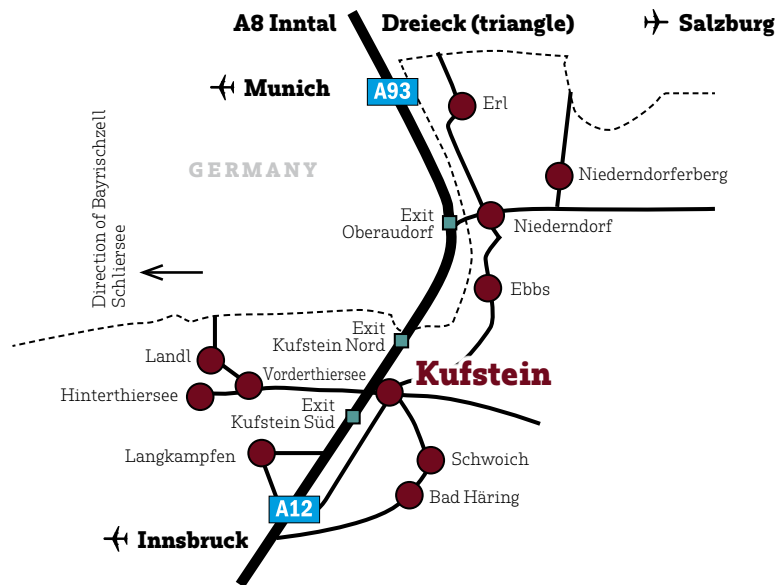 A8 Inntal Dreieck (triangle)
Salzburg
Munich
A93
Erl
GERMANY
Niederndorferberg
Direction of Bayrischzell
Schliersee
Exit
Oberaudorf
Niederndorf
Ebbs
Exit
Kufstein Nord
Landl
Vorderthiersee
Kufstein
Hinterthiersee
Exit
Kufstein Süd
Langkampfen
Schwoich
Bad Häring
A12
Innsbruck